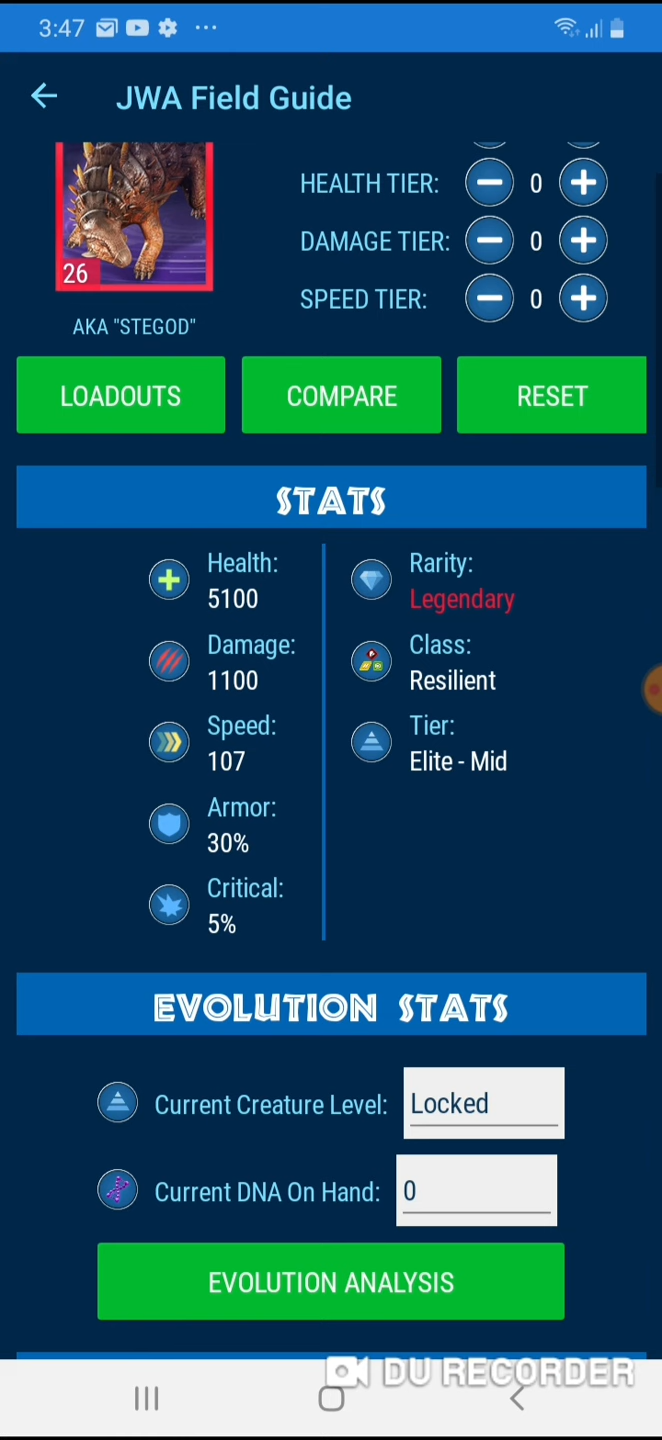 3:47
JWA Field Guide
HEALTH TIER: 0
DAMAGE TIER: 0
26
SPEED TIER: 0
AKA "STEGOD"
LOADOUTS COMPARE RESET
STATS
Health: Rarity:
5100 Legendary
Damage: Class:
1100 Resilient
Speed: Tier:
107 Elite - Mid
Armor:
30%
Critical:
5%
EVOLUTION STATS
Current Creature Level: Locked
Current DNA On Hand: 0
EVOLUTION ANALYSIS
DU RECORDER